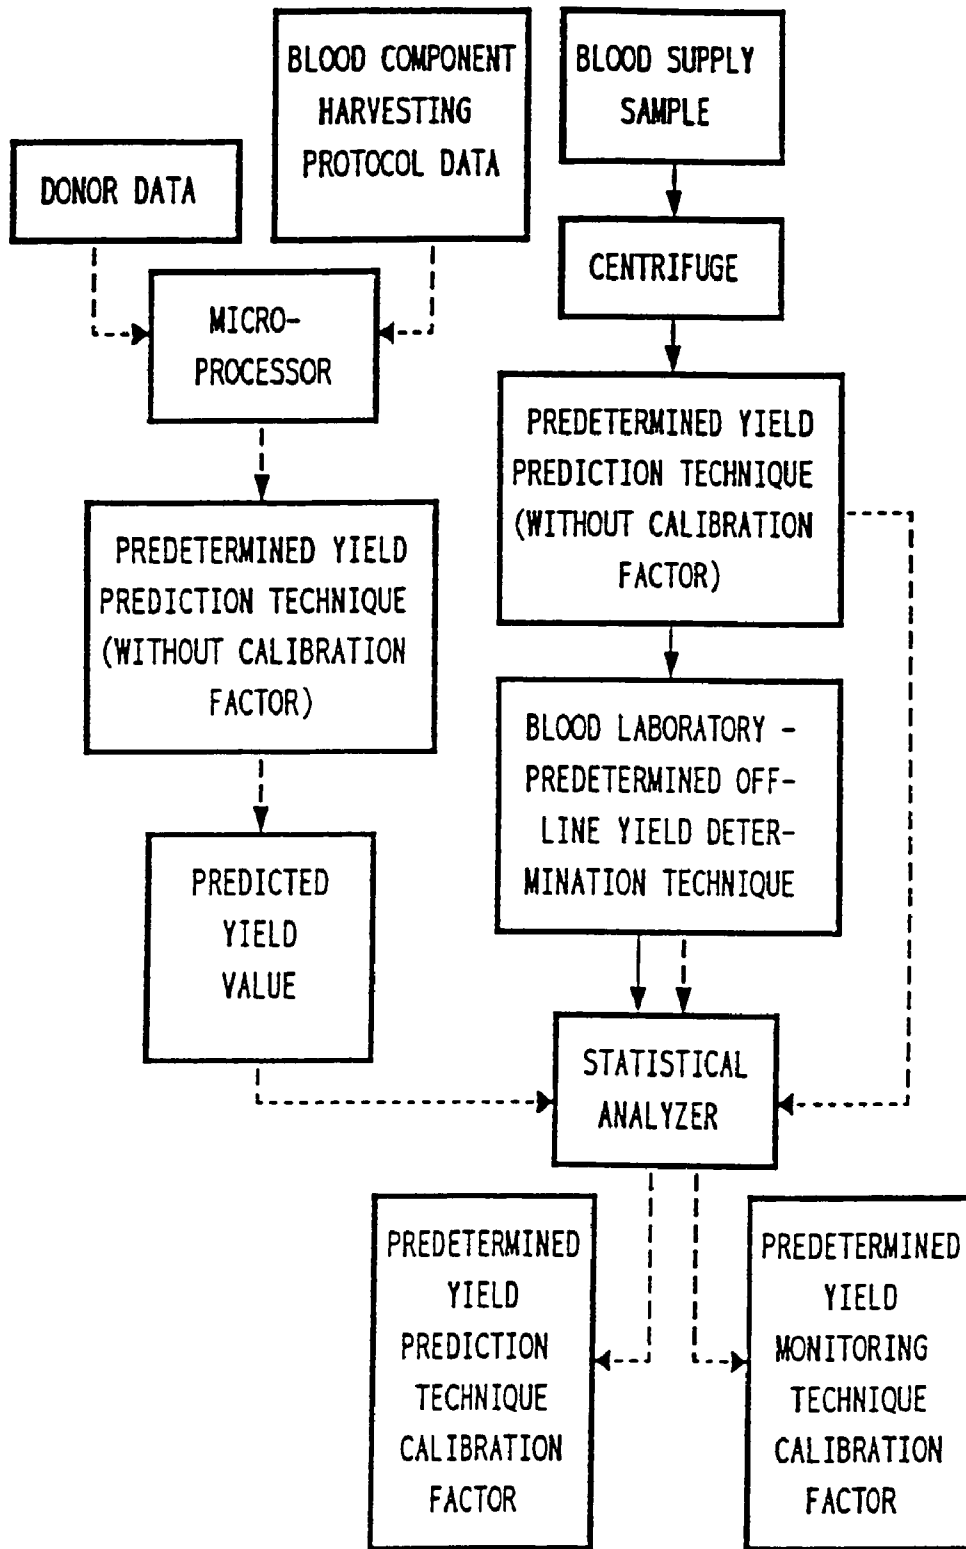 DONOR DATA
BLOOD COMPONENT
HARVESTING
PROTOCOL DATA
BLOOD SUPPLY
SAMPLE
MICRO-
PROCESSOR
CENTRIFUGE
PREDETERMINED YIELD
PREDICTION TECHNIQUE
(WITHOUT CALIBRATION
FACTOR)
PREDETERMINED YIELD
PREDICTION TECHNIQUE
(WITHOUT CALIBRATION
FACTOR)
BLOOD LABORATORY -
PREDETERMINED OFF-
LINE YIELD DETER-
MINATION TECHNIQUE
PREDICTED
YIELD
VALUE
STATISTICAL
ANALYZER
PREDETERMINED
YIELD
PREDICTION
TECHNIQUE
CALIBRATION
FACTOR
PREDETERMINED
YIELD
MONITORING
TECHNIQUE
CALIBRATION
FACTOR